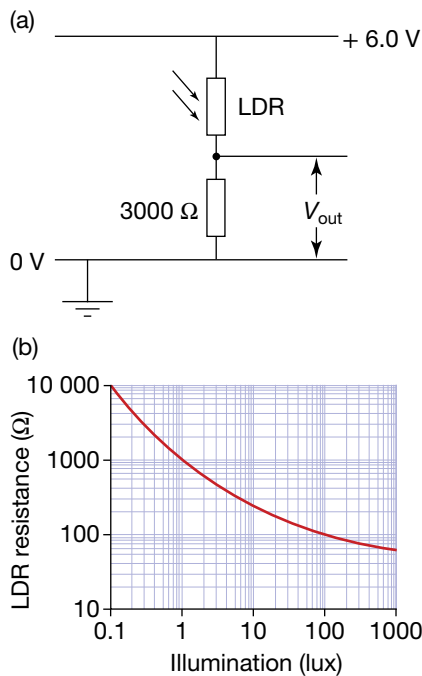 (a)
+ 6.0 V
LDR
3000 Ω
Vout
0 V
(b)
10 000
1000
100
10
LDR resistance (Ω)
0.1 1 10 100 1000
Illumination (lux)